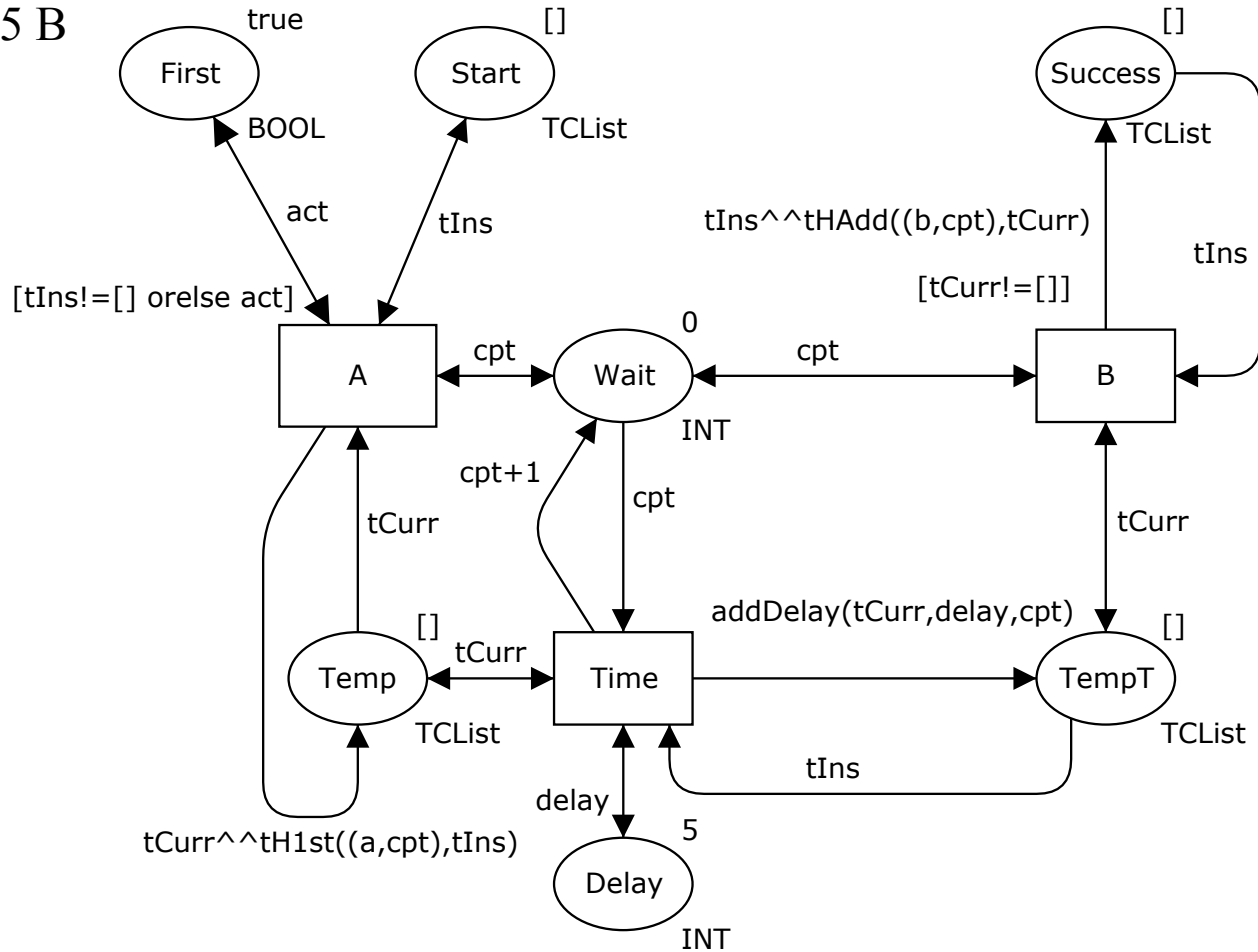 5 B
true
[]
[]
First
Start
Success
BOOL
TCList
TCList
act
tIns
tIns^^tHAdd((b,cpt),tCurr)
tIns
[tIns!=[] orelse act]
[tCurr!=[]]
0
A
cpt
Wait
cpt
B
INT
cpt+1
cpt
tCurr
tCurr
addDelay(tCurr,delay,cpt)
[]
[]
tCurr
Temp
Time
TempT
TCList
TCList
tIns
delay
5
tCurr^^tH1st((a,cpt),tIns)
Delay
INT